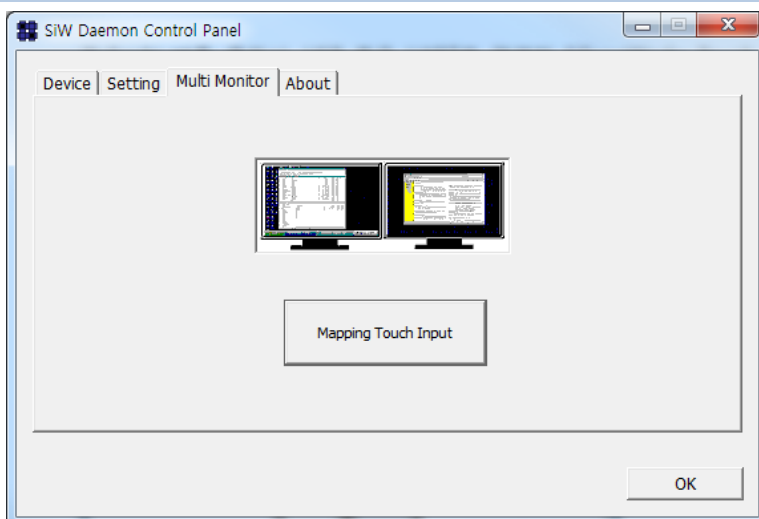 SiW Daemon Control Panel
Device Setting Multi Monitor About
Mapping Touch Input
OK